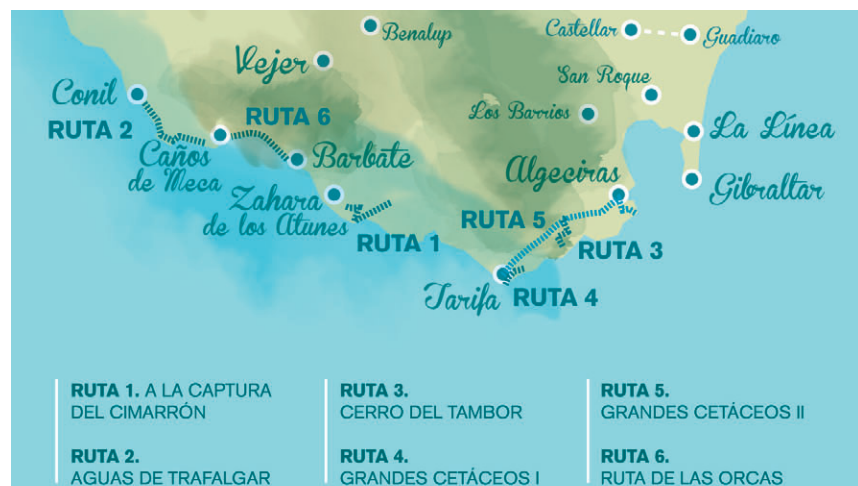 Benalup
Castellar
Guadiaro
Vejer
San Roque
Conil
RUTA 6
Los Barrios
RUTA 2
La Línea
Caños
de Meca
Barbate
Algeciras
Gibraltar
Zahara
de los Atunes
RUTA 5
RUTA 1
RUTA 3
Tarifa
RUTA 4
RUTA 1. A LA CAPTURA
DEL CIMARRÓN
RUTA 2.
AGUAS DE TRAFALGAR
RUTA 3.
CERRO DEL TAMBOR
RUTA 4.
GRANDES CETÁCEOS I
RUTA 5.
GRANDES CETÁCEOS II
RUTA 6.
RUTA DE LAS ORCAS